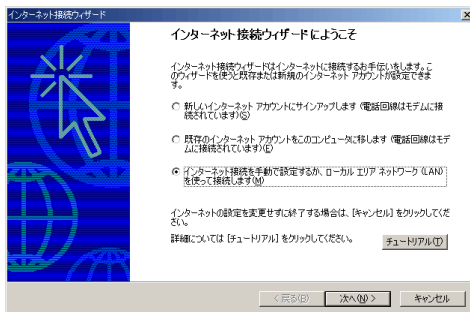 インターネット接続ウィザード
インターネット接続ウィザードにようこそ
インターネット接続ウィザードはインターネットに接続するお手伝いをします。こ
のウィザードを使うと既存または新規のインターネット アカウントが設定できま
す。
新しいインターネット アカウントにサインアップします (電話回線はモデムに接
続されています)(S)
既存のインターネット アカウントをこのコンピュータに移します (電話回線はモデ
ムに接続されています)(E)
インターネット接続を手動で設定するか、ローカル エリア ネットワーク (LAN)
を使って接続します(M)
インターネットの設定を変更せずに終了する場合は、[キャンセル] をクリックしてくだ
さい。
詳細については [チュートリアル] をクリックしてください。
チュートリアル(T)
< 戻る(B)
次へ(N) >
キャンセル